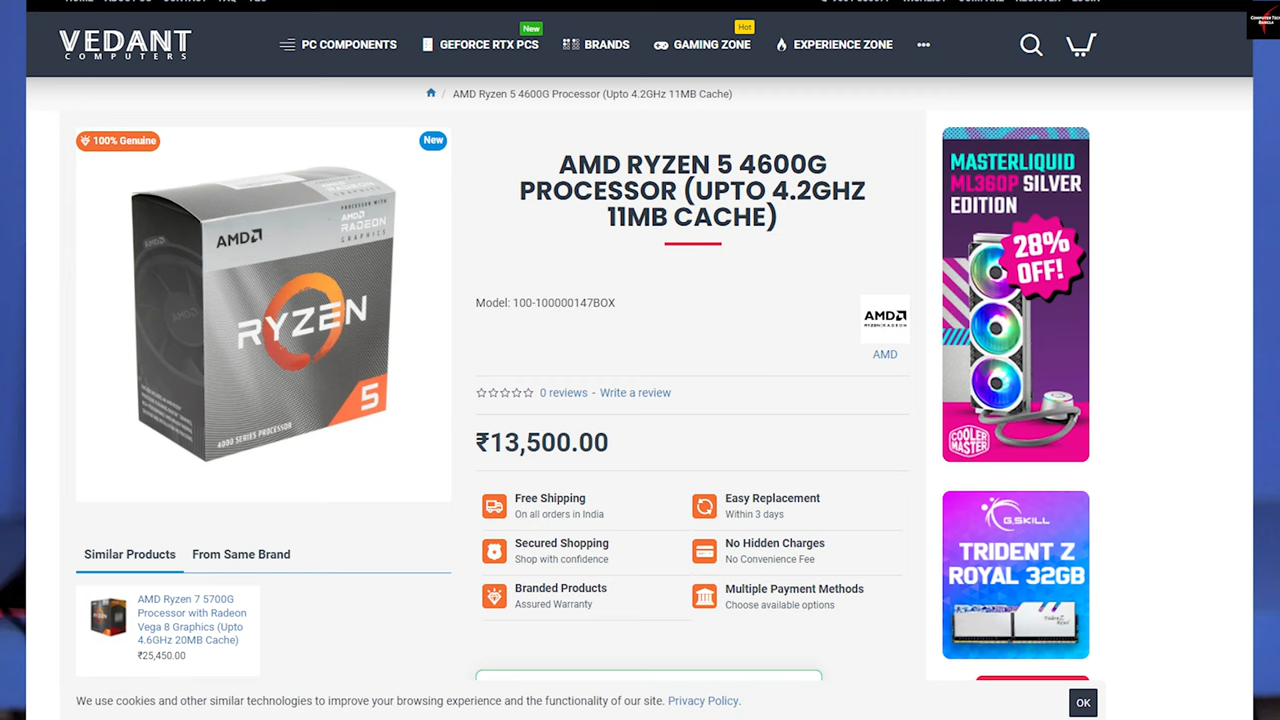 VEDANT
COMPUTERS
PC COMPONENTS
New
GEFORCE RTX PCS
BRANDS
Hot
GAMING ZONE
EXPERIENCE ZONE
AMD Ryzen 5 4600G Processor (Upto 4.2GHz 11MB Cache)
100% Genuine
New
AMD
PROCESSOR WITH
AMD
RADEON
GRAPHICS
RYZEN
5
4000 SERIES PROCESSOR
AMD RYZEN 5 4600G
PROCESSOR (UPTO 4.2GHZ
11MB CACHE)
Model: 100-100000147BOX
AMD
RYZEN|RADEON
AMD
0 reviews - Write a review
₹13,500.00
Free Shipping
On all orders in India
Easy Replacement
Within 3 days
Secured Shopping
Shop with confidence
No Hidden Charges
No Convenience Fee
Branded Products
Assured Warranty
Multiple Payment Methods
Choose available options
Similar Products
From Same Brand
AMD Ryzen 7 5700G
Processor with Radeon
Vega 8 Graphics (Upto
4.6GHz 20MB Cache)
₹25,450.00
MASTERLIQUID
ML360P SILVER
EDITION
28%
OFF!
COOLER
MASTER
G.SKILL
TRIDENT Z
ROYAL 32GB
We use cookies and other similar technologies to improve your browsing experience and the functionality of our site. Privacy Policy.
OK